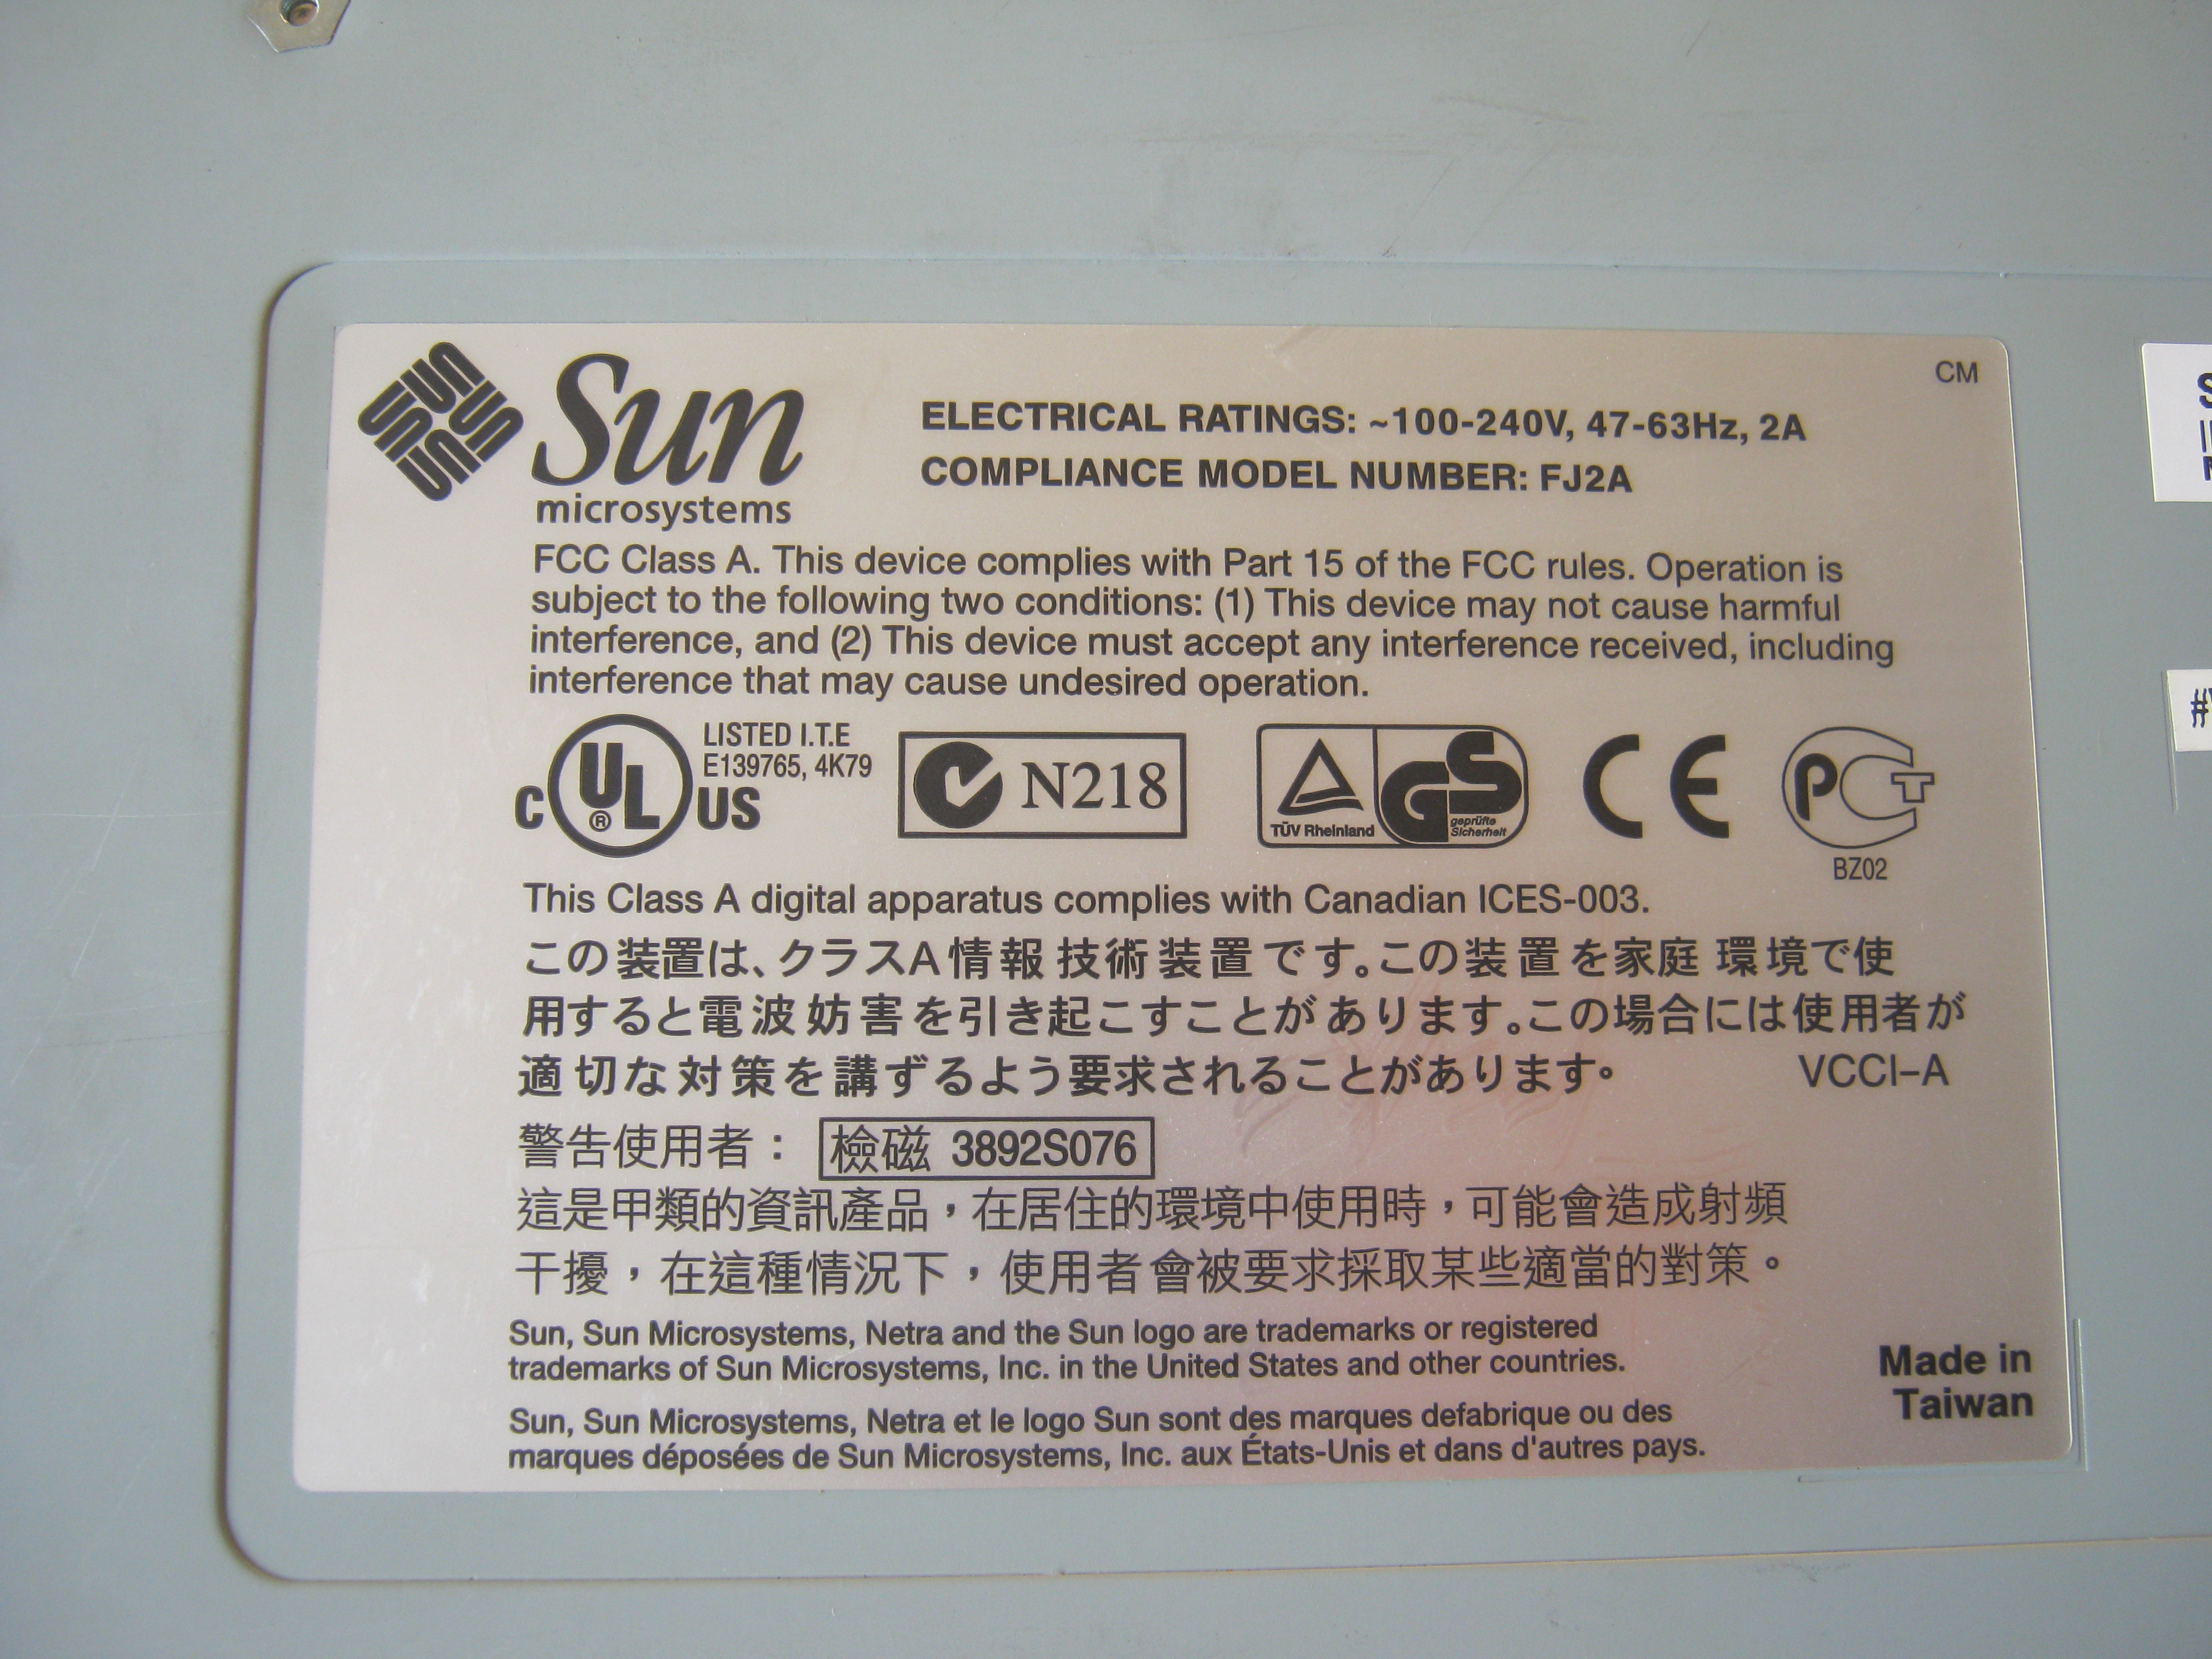 Sun
microsystems
CM
ELECTRICAL RATINGS: ~100-240V, 47-63Hz, 2A
COMPLIANCE MODEL NUMBER: FJ2A
FCC Class A. This device complies with Part 15 of the FCC rules. Operation is
subject to the following two conditions: (1) This device may not cause harmful
interference, and (2) This device must accept any interference received, including
interference that may cause undesired operation.
C UL ® US
LISTED I.T.E
E139765, 4K79
N218
TÜV Rheinland
GS
geprüfte
Sicherheit
CE
PCT
BZ02
This Class A digital apparatus complies with Canadian ICES-003.
この装置は、クラスA情報技術装置です。この装置を家庭環境で使
用すると電波妨害を引き起こすことがあります。この場合には使用者が
適切な対策を講ずるよう要求されることがあります。 VCCI-A
警告使用者： 檢磁 3892S076
這是甲類的資訊產品，在居住的環境中使用時，可能會造成射頻
干擾，在這種情況下，使用者會被要求採取某些適當的對策。
Sun, Sun Microsystems, Netra and the Sun logo are trademarks or registered
trademarks of Sun Microsystems, Inc. in the United States and other countries.
Sun, Sun Microsystems, Netra et le logo Sun sont des marques defabrique ou des
marques déposées de Sun Microsystems, Inc. aux États-Unis et dans d'autres pays.
Made in
Taiwan